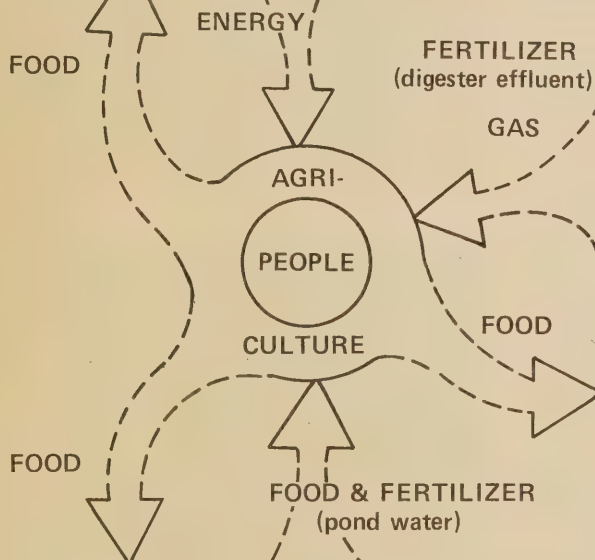 ENERGY
FOOD
FERTILIZER
(digester effluent)
GAS
AGRI-
PEOPLE
CULTURE
FOOD
FOOD
FOOD & FERTILIZER
(pond water)